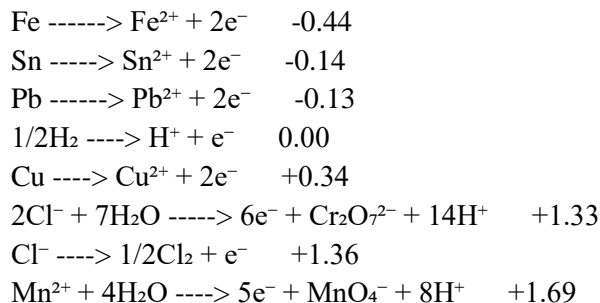 Fe ------> Fe²⁺ + 2e⁻ -0.44
Sn -----> Sn²⁺ + 2e⁻ -0.14
Pb ------> Pb²⁺ + 2e⁻ -0.13
1/2H₂ ----> H⁺ + e⁻ 0.00
Cu ----> Cu²⁺ + 2e⁻ +0.34
2Cl⁻ + 7H₂O -----> 6e⁻ + Cr₂O₇²⁻ + 14H⁺ +1.33
Cl⁻ ----> 1/2Cl₂ + e⁻ +1.36
Mn²⁺ + 4H₂O ----> 5e⁻ + MnO₄⁻ + 8H⁺ +1.69